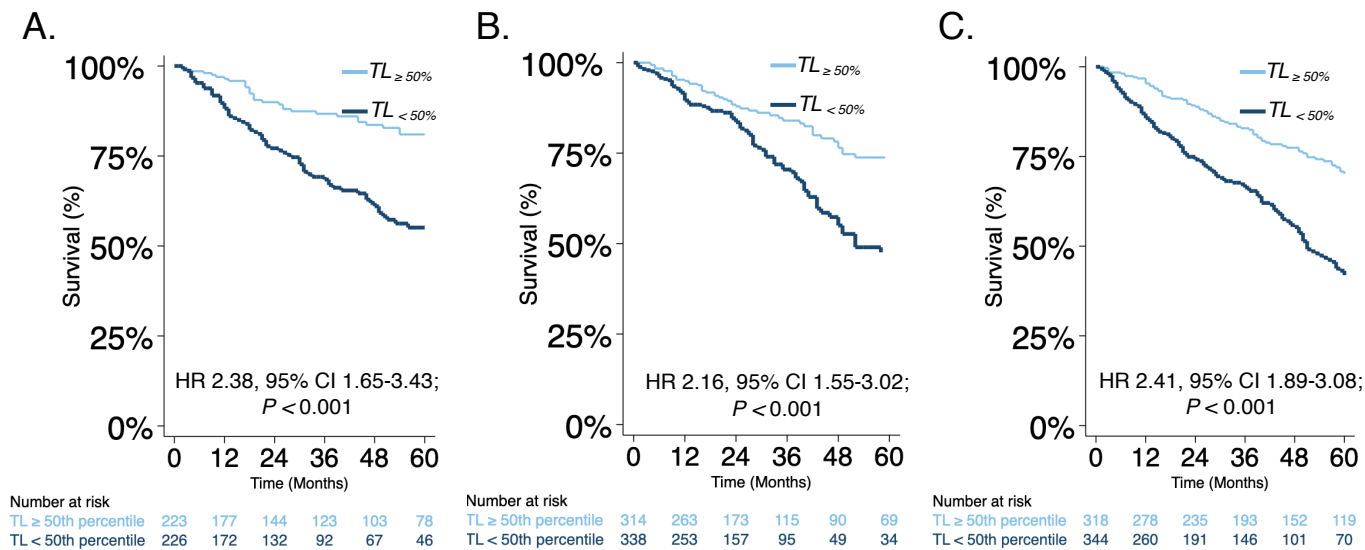 A.
100%
75%
50%
25%
0%
Survival (%)
TL ≥ 50%
TL < 50%
HR 2.38, 95% CI 1.65-3.43;
P < 0.001
0 12 24 36 48 60
Time (Months)
Number at risk
TL ≥ 50th percentile 223 177 144 123 103 78
TL < 50th percentile 226 172 132 92 67 46
B.
100%
75%
50%
25%
0%
Survival (%)
TL ≥ 50%
TL < 50%
HR 2.16, 95% CI 1.55-3.02;
P < 0.001
0 12 24 36 48 60
Time (Months)
Number at risk
TL ≥ 50th percentile 314 263 173 115 90 69
TL < 50th percentile 338 253 157 95 49 34
C.
100%
75%
50%
25%
0%
Survival (%)
TL ≥ 50%
TL < 50%
HR 2.41, 95% CI 1.89-3.08;
P < 0.001
0 12 24 36 48 60
Time (Months)
Number at risk
TL ≥ 50th percentile 318 278 235 193 152 119
TL < 50th percentile 344 260 191 146 101 70